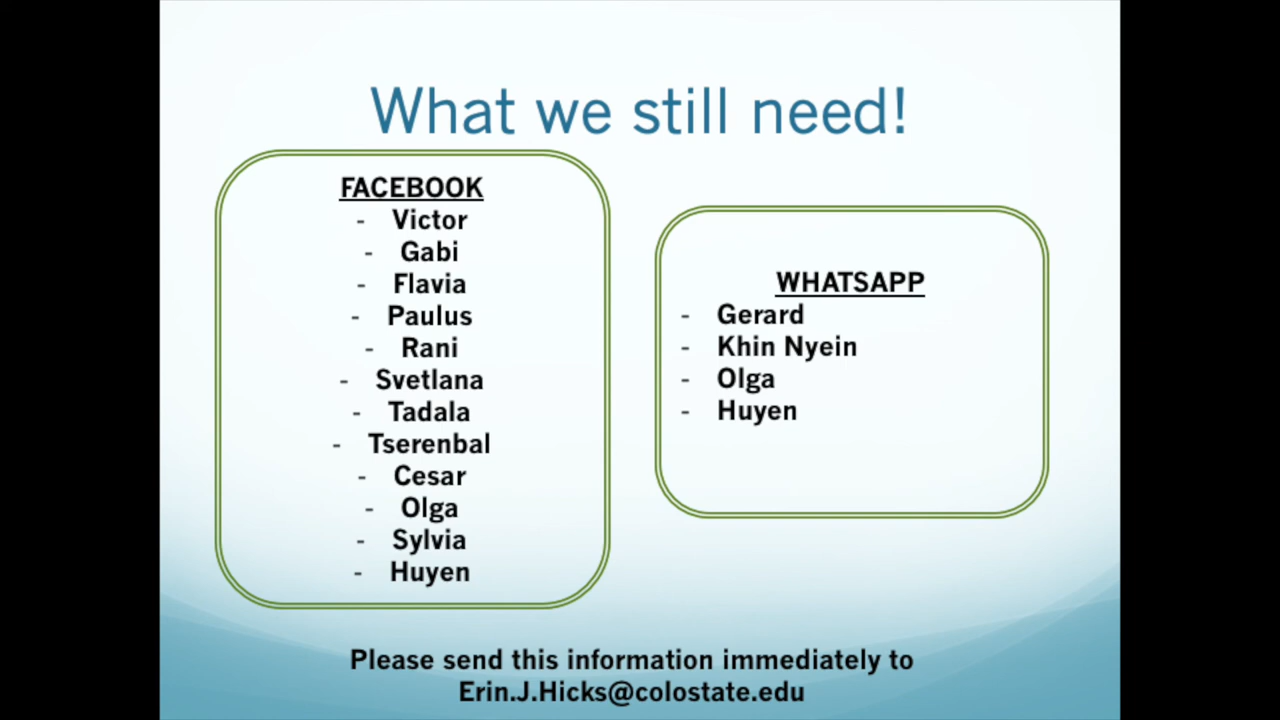 What we still need!
FACEBOOK
- Victor
- Gabi
- Flavia
- Paulus
- Rani
- Svetlana
- Tadala
- Tserenbal
- Cesar
- Olga
- Sylvia
- Huyen
WHATSAPP
- Gerard
- Khin Nyein
- Olga
- Huyen
Please send this information immediately to
Erin.J.Hicks@colostate.edu